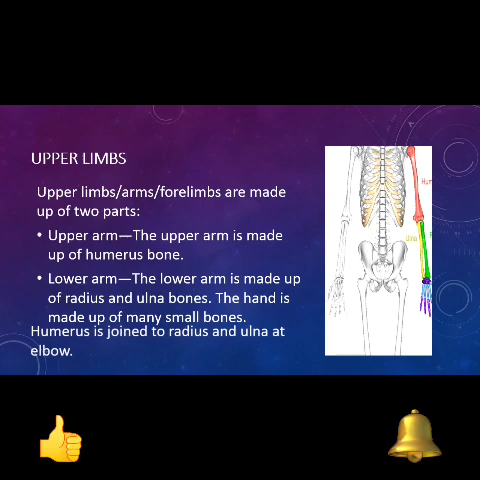 UPPER LIMBS
Upper limbs/arms/forelimbs are made
up of two parts:
• Upper arm—The upper arm is made
up of humerus bone.
• Lower arm—The lower arm is made up
of radius and ulna bones. The hand is
made up of many small bones.
Humerus is joined to radius and ulna at
elbow.
Hum
Ulna